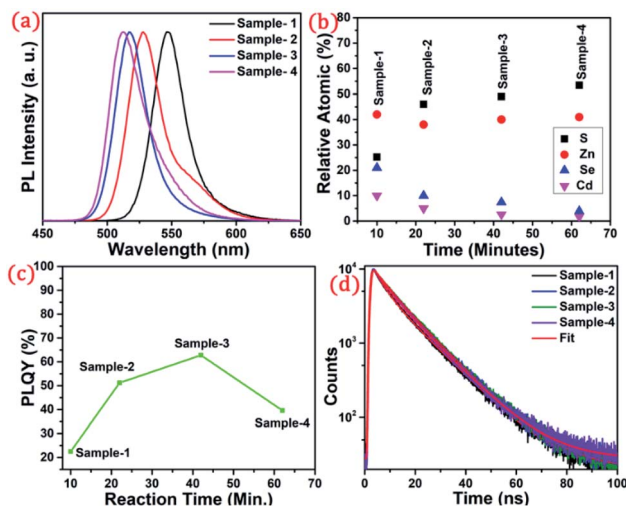 (a)
Sample- 1
Sample- 2
Sample- 3
Sample- 4
PL Intensity (a. u.)
450 500 550 600 650
Wavelength (nm)
(b)
80
70
60
50
40
30
20
10
0
Relative Atomic (%)
Sample-1
Sample-2
Sample-3
Sample-4
S
Zn
Se
Cd
0 10 20 30 40 50 60 70
Time (Minutes)
(c)
100
90
80
70
60
50
40
30
20
PLQY (%)
Sample-1
Sample-2
Sample-3
Sample-4
10 20 30 40 50 60 70
Reaction Time (Min.)
(d)
10⁴
10³
10²
Counts
Sample-1
Sample-2
Sample-3
Sample-4
Fit
0 20 40 60 80 100
Time (ns)